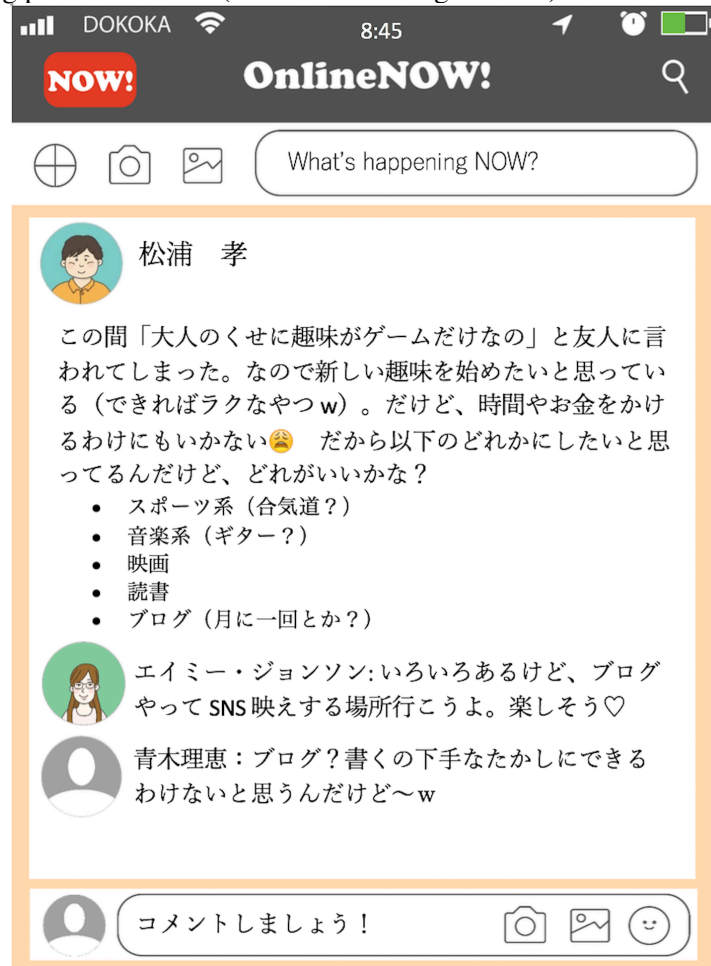 DOKOKA 8:45
NOW! OnlineNOW!
What's happening NOW?
松浦　孝
この間「大人のくせに趣味がゲームだけなの」と友人に言
われてしまった。なので新しい趣味を始めたいと思ってい
る（できればラクなやつｗ）。だけど、時間やお金をかけ
るわけにもいかない😩　だから以下のどれかにしたいと思
ってるんだけど、どれがいいかな？
• スポーツ系（合気道？）
• 音楽系（ギター？）
• 映画
• 読書
• ブログ（月に一回とか？）
エイミー・ジョンソン: いろいろあるけど、ブログ
やって SNS 映えする場所行こうよ。楽しそう♡
青木理恵：ブログ？書くの下手なたかしにできる
わけないと思うんだけど～w
コメントしましょう！